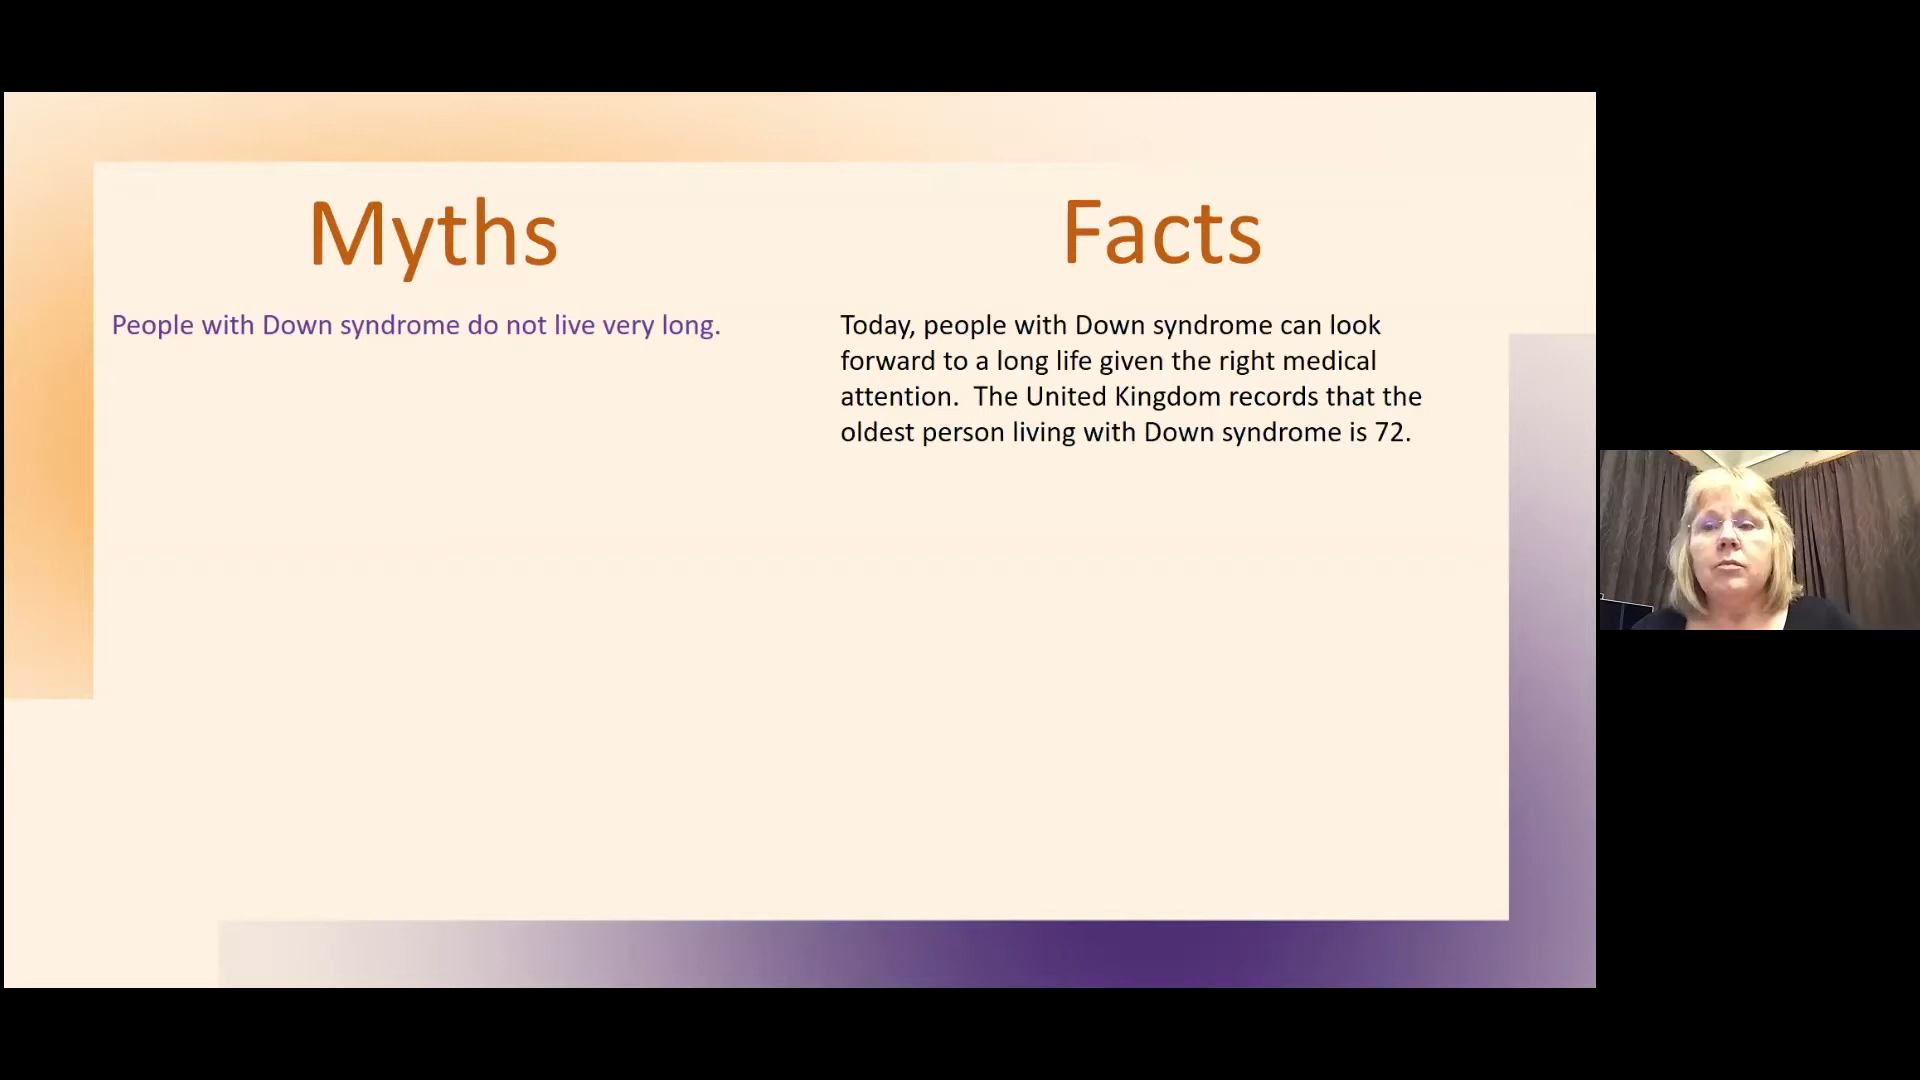 Myths
Facts
People with Down syndrome do not live very long.
Today, people with Down syndrome can look
forward to a long life given the right medical
attention.  The United Kingdom records that the
oldest person living with Down syndrome is 72.